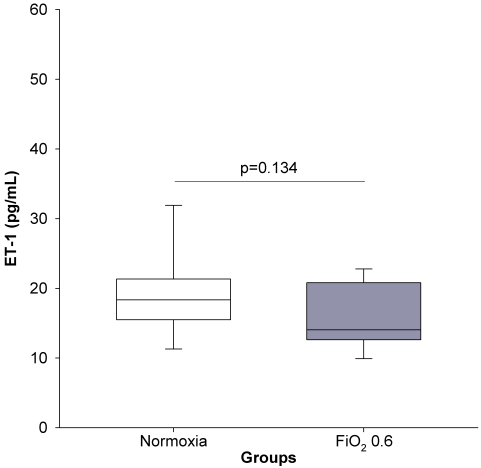 60
50
40
30
20
10
0
ET-1 (pg/mL)
p=0.134
Normoxia
FiO₂ 0.6
Groups